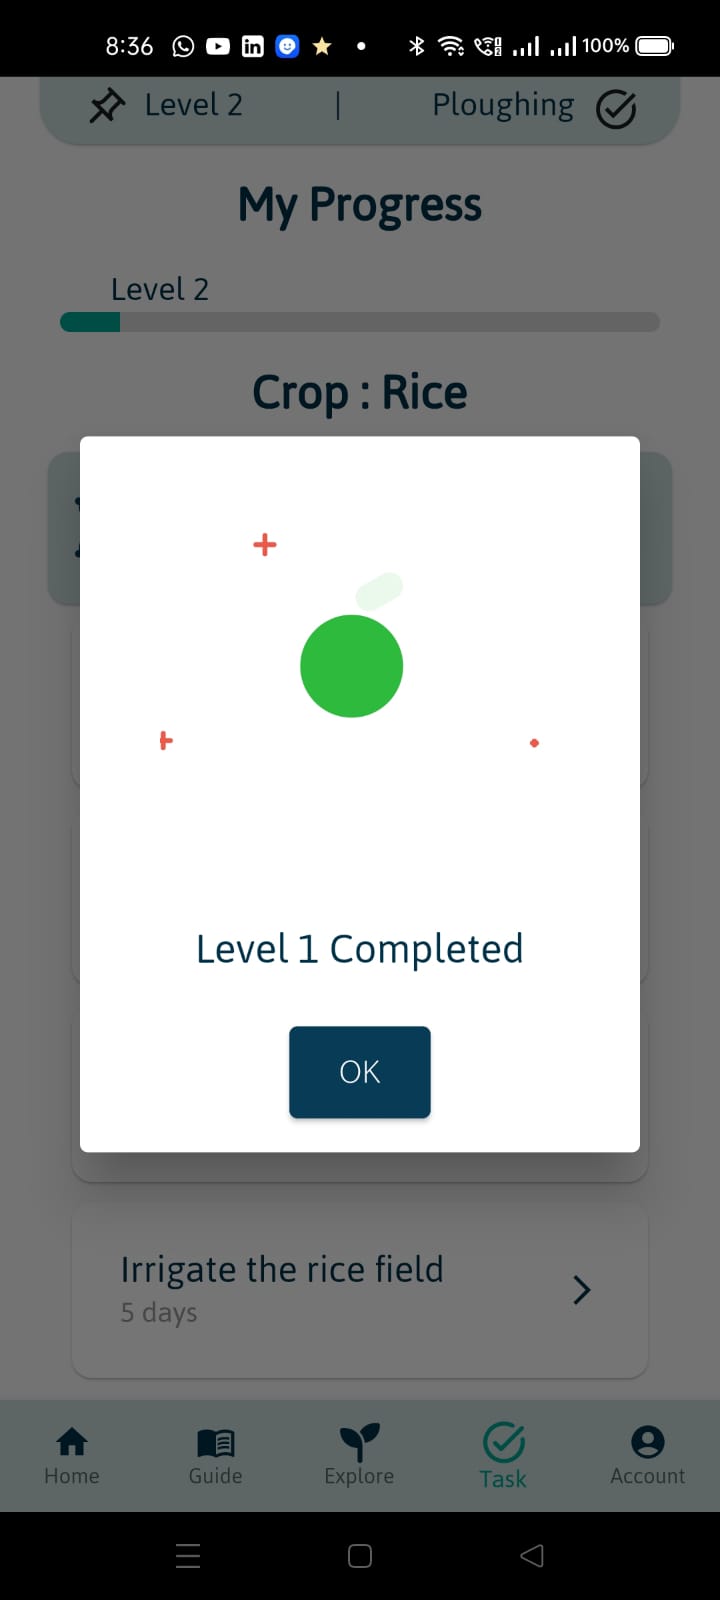 8:36 100%
Level 2 | Ploughing
My Progress
Level 2
Crop : Rice
Level 1 Completed
OK
Irrigate the rice field
5 days
Home Guide Explore Task Account